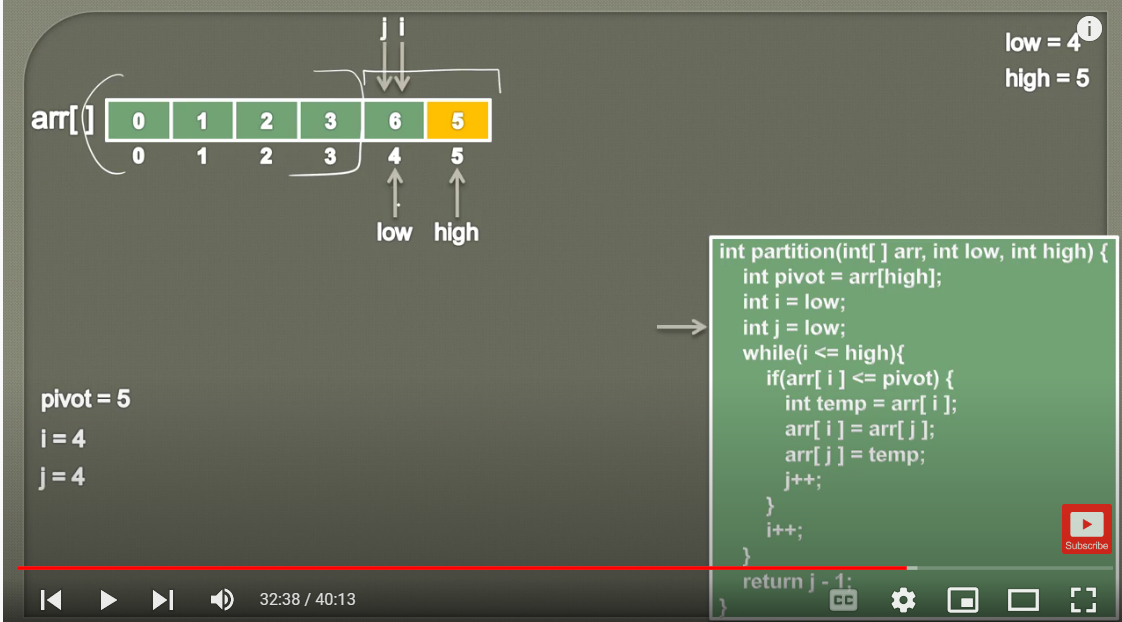 j i
low = 4
high = 5
arr[ ] 0 1 2 3 6 5
0 1 2 3 4 5
low high
int partition(int[ ] arr, int low, int high) {
int pivot = arr[high];
int i = low;
int j = low;
while(i <= high){
if(arr[ i ] <= pivot) {
int temp = arr[ i ];
arr[ i ] = arr[ j ];
arr[ j ] = temp;
j++;
}
i++;
}
return j - 1;
}
pivot = 5
i = 4
j = 4
Subscribe
32:38 / 40:13
CC